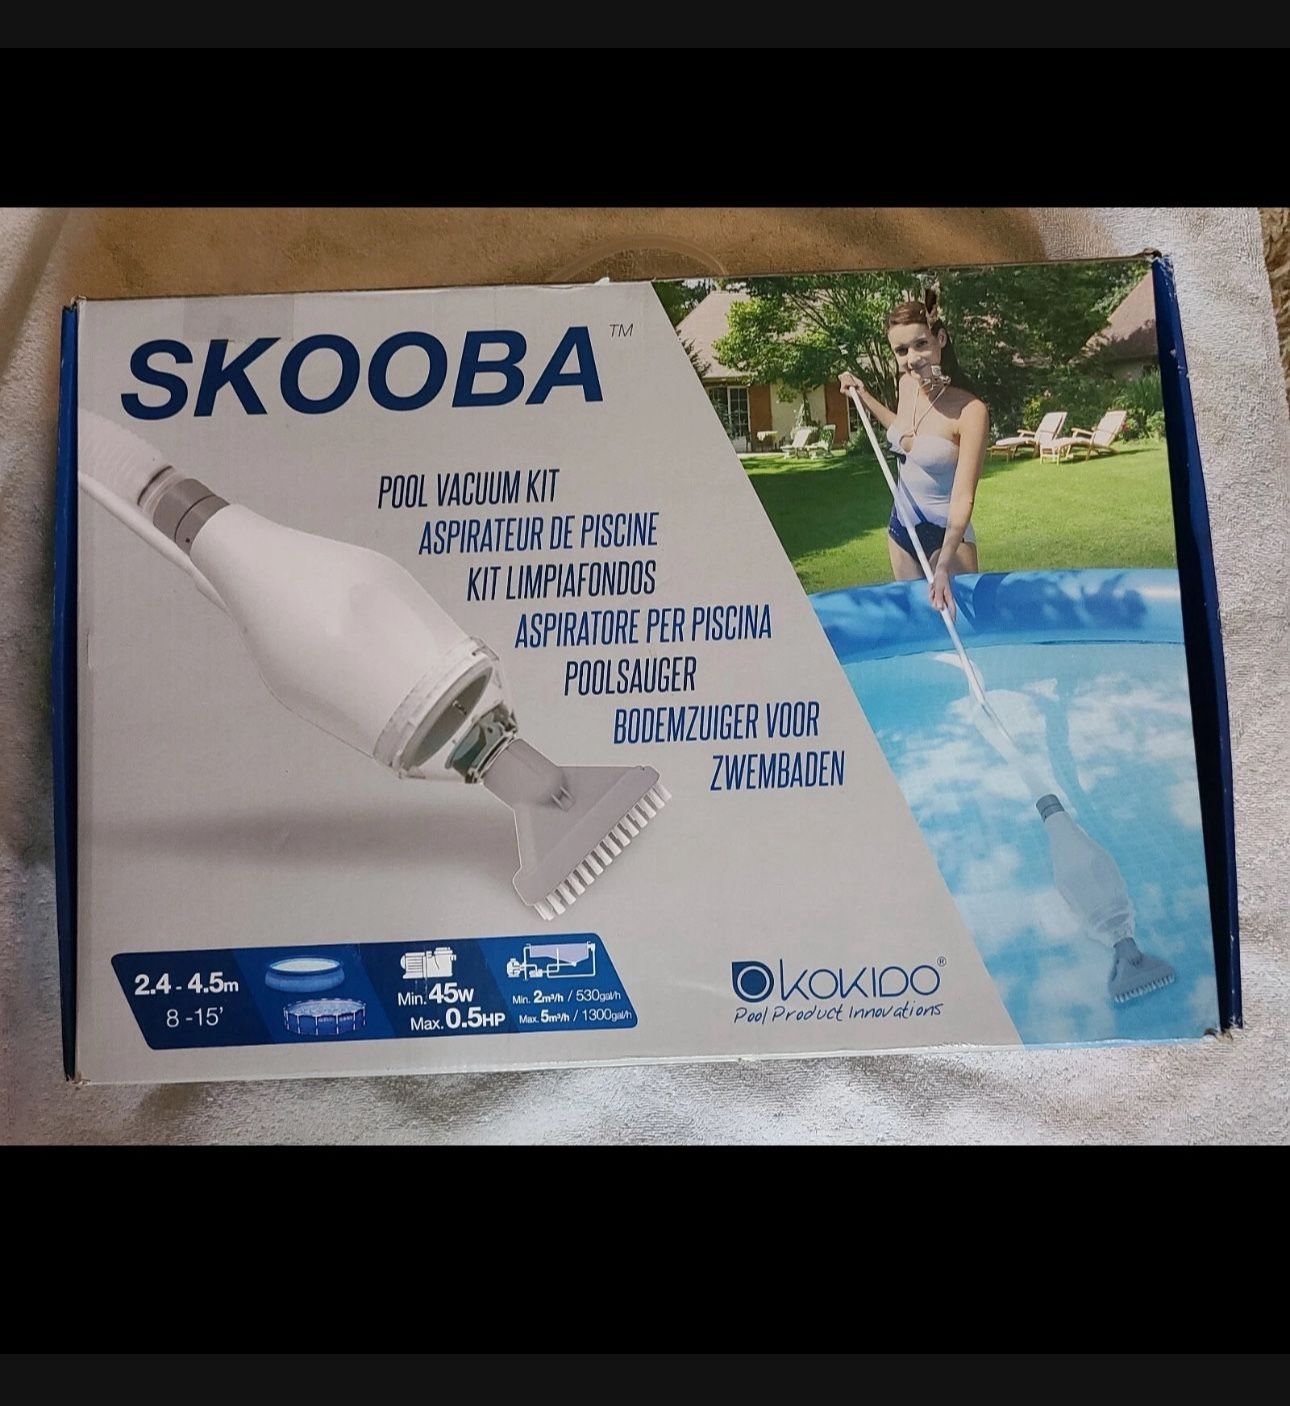 SKOOBA™
POOL VACUUM KIT
ASPIRATEUR DE PISCINE
KIT LIMPIAFONDOS
ASPIRATORE PER PISCINA
POOLSAUGER
BODEMZUIGER VOOR
ZWEMBADEN
2.4 - 4.5m
8 -15'
Min. 45W
Max. 0.5HP
Min. 2m³/h / 530gal/h
Max. 5m³/h / 1300gal/h
KOKIDO®
Pool Product Innovations